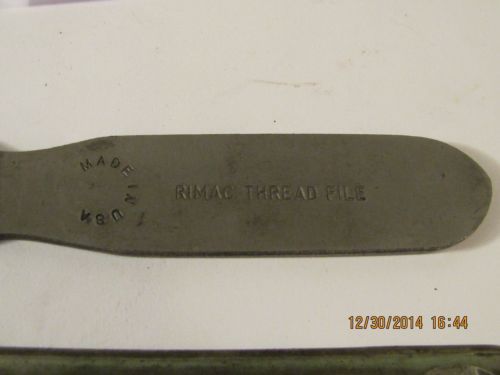 MADE IN USA
RIMAC THREAD FILE
12/30/2014 16:44